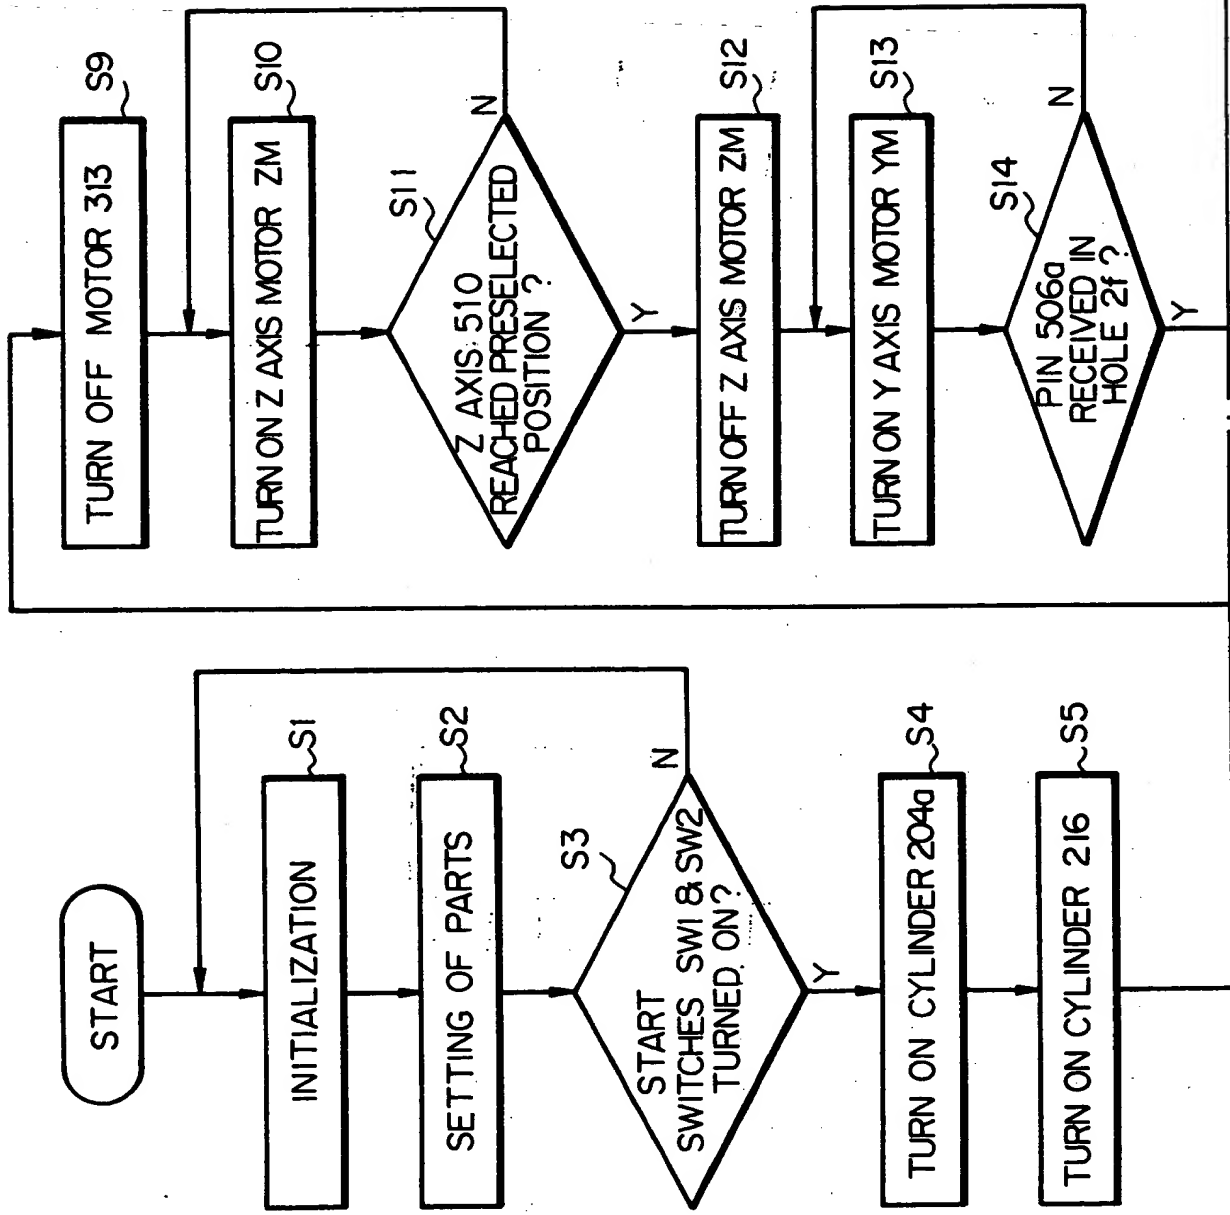 START
INITIALIZATION
S1
SETTING OF PARTS
S2
START
SWITCHES SW1 & SW2
TURNED ON?
S3
N
Y
TURN ON CYLINDER 204a
S4
TURN ON CYLINDER 216
S5
TURN OFF MOTOR 313
S9
TURN ON Z AXIS MOTOR ZM
S10
Z AXIS 510
REACHED PRESELECTED
POSITION ?
S11
N
Y
TURN OFF Z AXIS MOTOR ZM
S12
TURN ON Y AXIS MOTOR YM
S13
PIN 506a
RECEIVED IN
HOLE 2f ?
S14
N
Y